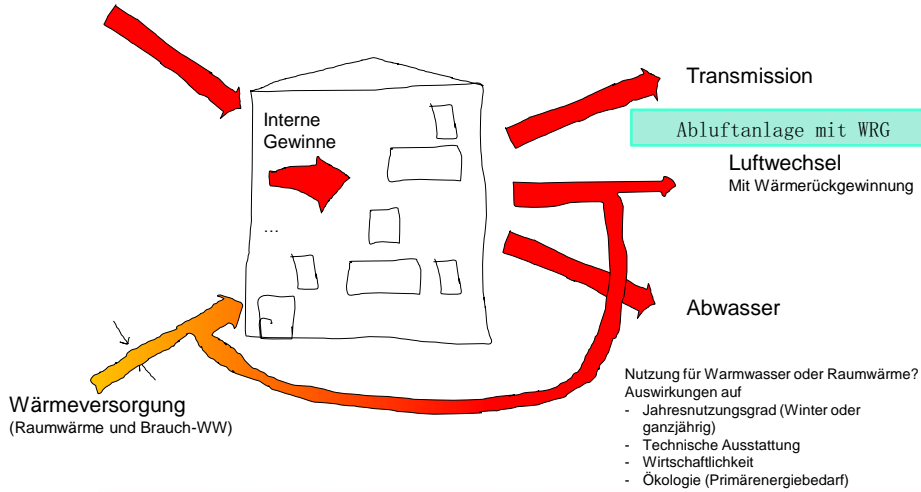 Transmission
Abluftanlage mit WRG
Interne
Gewinne
Luftwechsel
Mit Wärmerückgewinnung
...
Abwasser
Wärmeversorgung
(Raumwärme und Brauch-WW)
Nutzung für Warmwasser oder Raumwärme?
Auswirkungen auf
- Jahresnutzungsgrad (Winter oder
ganzjährig)
- Technische Ausstattung
- Wirtschaftlichkeit
- Ökologie (Primärenergiebedarf)